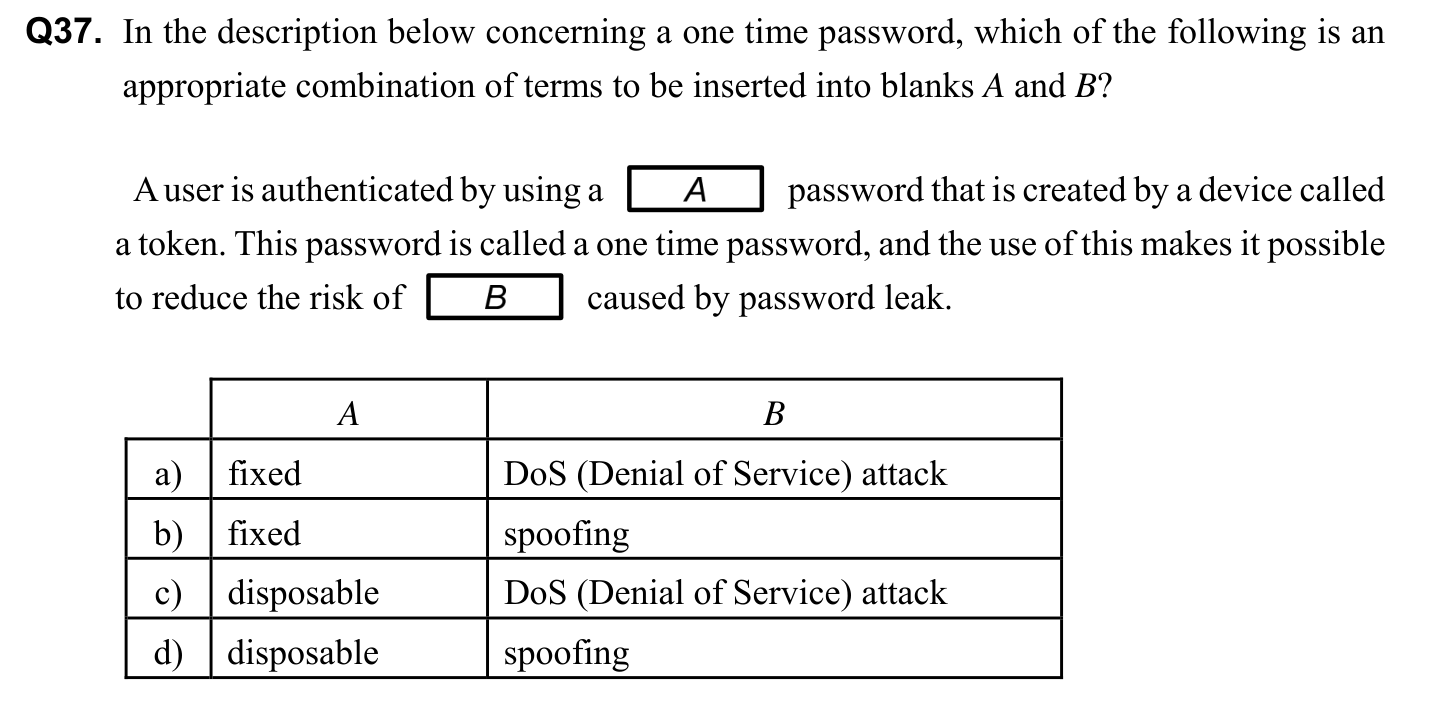 Q37. In the description below concerning a one time password, which of the following is an
appropriate combination of terms to be inserted into blanks A and B?
A user is authenticated by using a A password that is created by a device called
a token. This password is called a one time password, and the use of this makes it possible
to reduce the risk of B caused by password leak.
A B
a) fixed DoS (Denial of Service) attack
b) fixed spoofing
c) disposable DoS (Denial of Service) attack
d) disposable spoofing